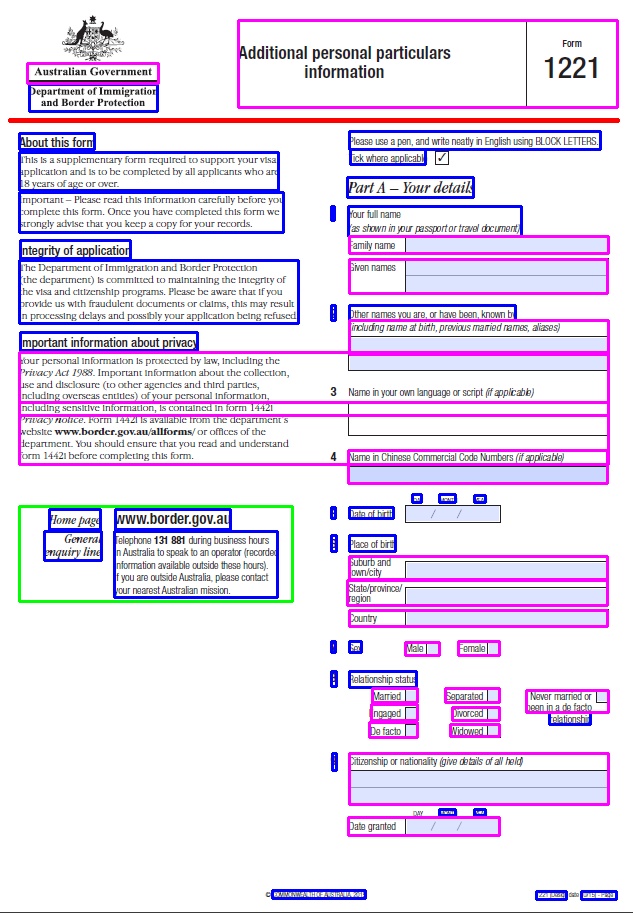 Australian Government
Department of Immigration
and Border Protection
Additional personal particulars
information
Form
1221
About this form
This is a supplementary form required to support your visa
application and is to be completed by all applicants who are
18 years of age or over.
Important – Please read this information carefully before you
complete this form. Once you have completed this form we
strongly advise that you keep a copy for your records.
Integrity of application
The Department of Immigration and Border Protection
(the department) is committed to maintaining the integrity of
the visa and citizenship programs. Please be aware that if you
provide us with fraudulent documents or claims, this may result
in processing delays and possibly your application being refused.
Important information about privacy
Your personal information is protected by law, including the
Privacy Act 1988. Important information about the collection,
use and disclosure (to other agencies and third parties,
including overseas entities) of your personal information,
including sensitive information, is contained in form 1442i
Privacy notice. Form 1442i is available from the department's
website www.border.gov.au/allforms/ or offices of the
department. You should ensure that you read and understand
form 1442i before completing this form.
Home page
www.border.gov.au
General
enquiry line
Telephone 131 881 during business hours
in Australia to speak to an operator (recorded
information available outside these hours).
If you are outside Australia, please contact
your nearest Australian mission.
Please use a pen, and write neatly in English using BLOCK LETTERS.
Tick where applicable ✓
Part A – Your details
Your full name
(as shown in your passport or travel document)
Family name
Given names
Other names you are, or have been, known by
(including name at birth, previous married names, aliases)
3 Name in your own language or script (if applicable)
4 Name in Chinese Commercial Code Numbers (if applicable)
Date of birth / /
Place of birth
Suburb and
town/city
State/province/
region
Country
Sex Male Female
Relationship status
Married Separated Never married or
been in a de facto
relationship
Engaged Divorced
De facto Widowed
Citizenship or nationality (give details of all held)
DAY
Date granted / /
© COMMONWEALTH OF AUSTRALIA, 2015